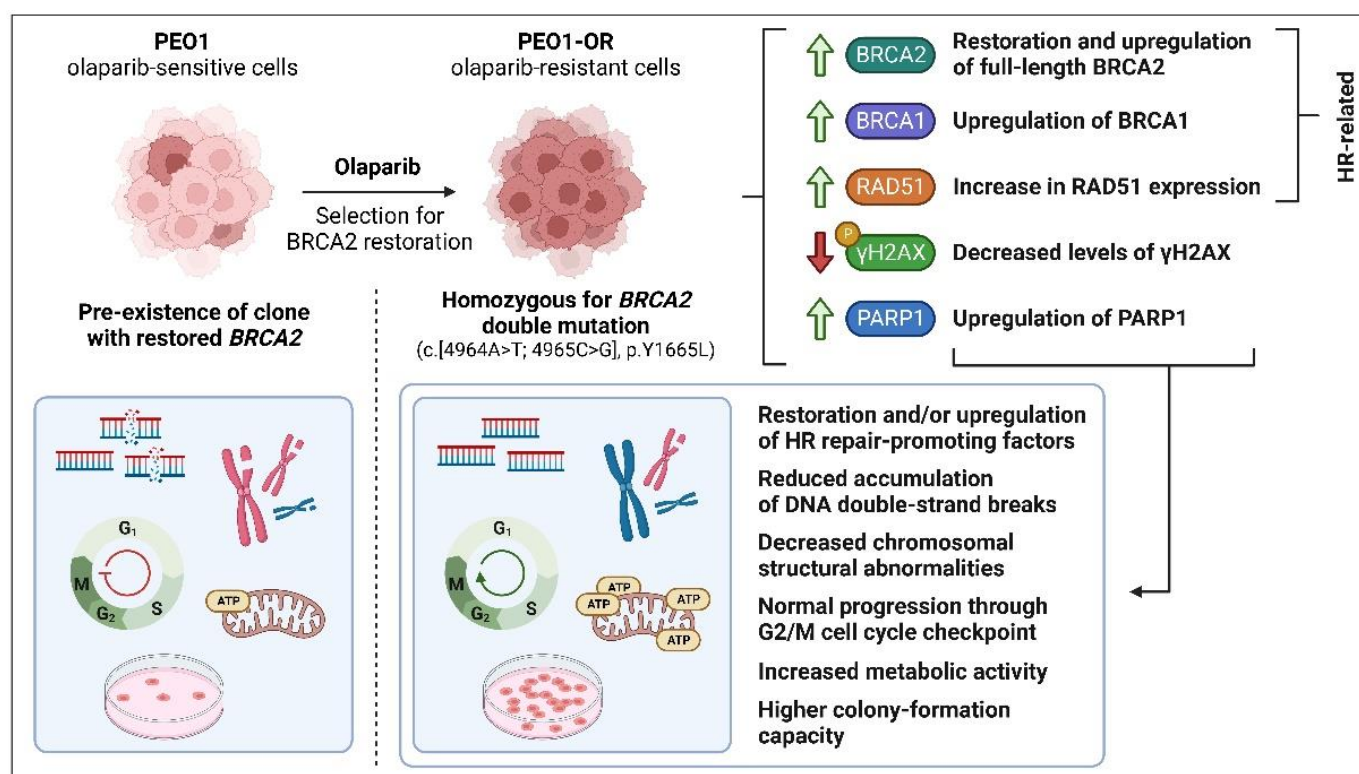 PEO1
olaparib-sensitive cells
Olaparib
Selection for
BRCA2 restoration
PEO1-OR
olaparib-resistant cells
Pre-existence of clone
with restored BRCA2
Homozygous for BRCA2
double mutation
(c.[4964A>T; 4965C>G], p.Y1665L)
BRCA2
Restoration and upregulation
of full-length BRCA2
BRCA1
Upregulation of BRCA1
RAD51
Increase in RAD51 expression
P
γH2AX
Decreased levels of γH2AX
PARP1
Upregulation of PARP1
HR-related
G₁
M
G₂
S
ATP
G₁
M
G₂
S
ATP
ATP
ATP
ATP
Restoration and/or upregulation
of HR repair-promoting factors
Reduced accumulation
of DNA double-strand breaks
Decreased chromosomal
structural abnormalities
Normal progression through
G2/M cell cycle checkpoint
Increased metabolic activity
Higher colony-formation
capacity